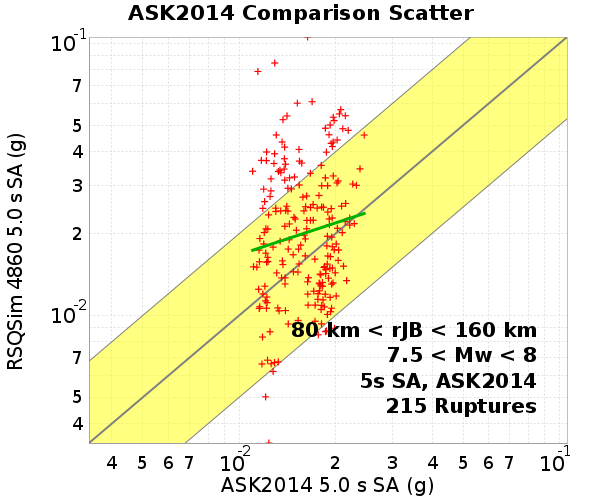 ASK2014 Comparison Scatter
RSQSim 4860 5.0 s SA (g)
10⁻¹
7
5
4
3
2
10⁻²
7
5
4
80 km < rJB < 160 km
7.5 < Mw < 8
5s SA, ASK2014
215 Ruptures
4 5 6 7 10⁻² 2 3 4 5 6 7 10⁻¹
ASK2014 5.0 s SA (g)